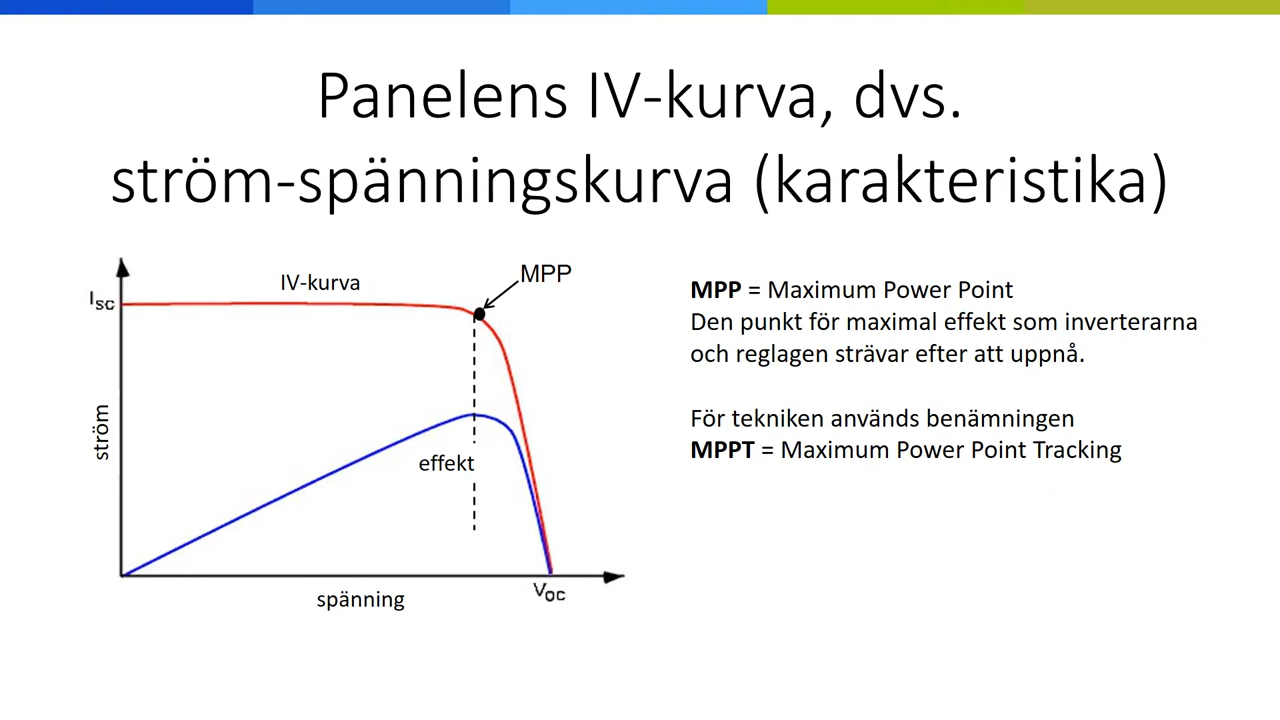 Panelens IV-kurva, dvs.
ström-spänningskurva (karakteristika)
IV-kurva
MPP
Isc
ström
effekt
spänning
Voc
MPP = Maximum Power Point
Den punkt för maximal effekt som inverterarna
och reglagen strävar efter att uppnå.
För tekniken används benämningen
MPPT = Maximum Power Point Tracking